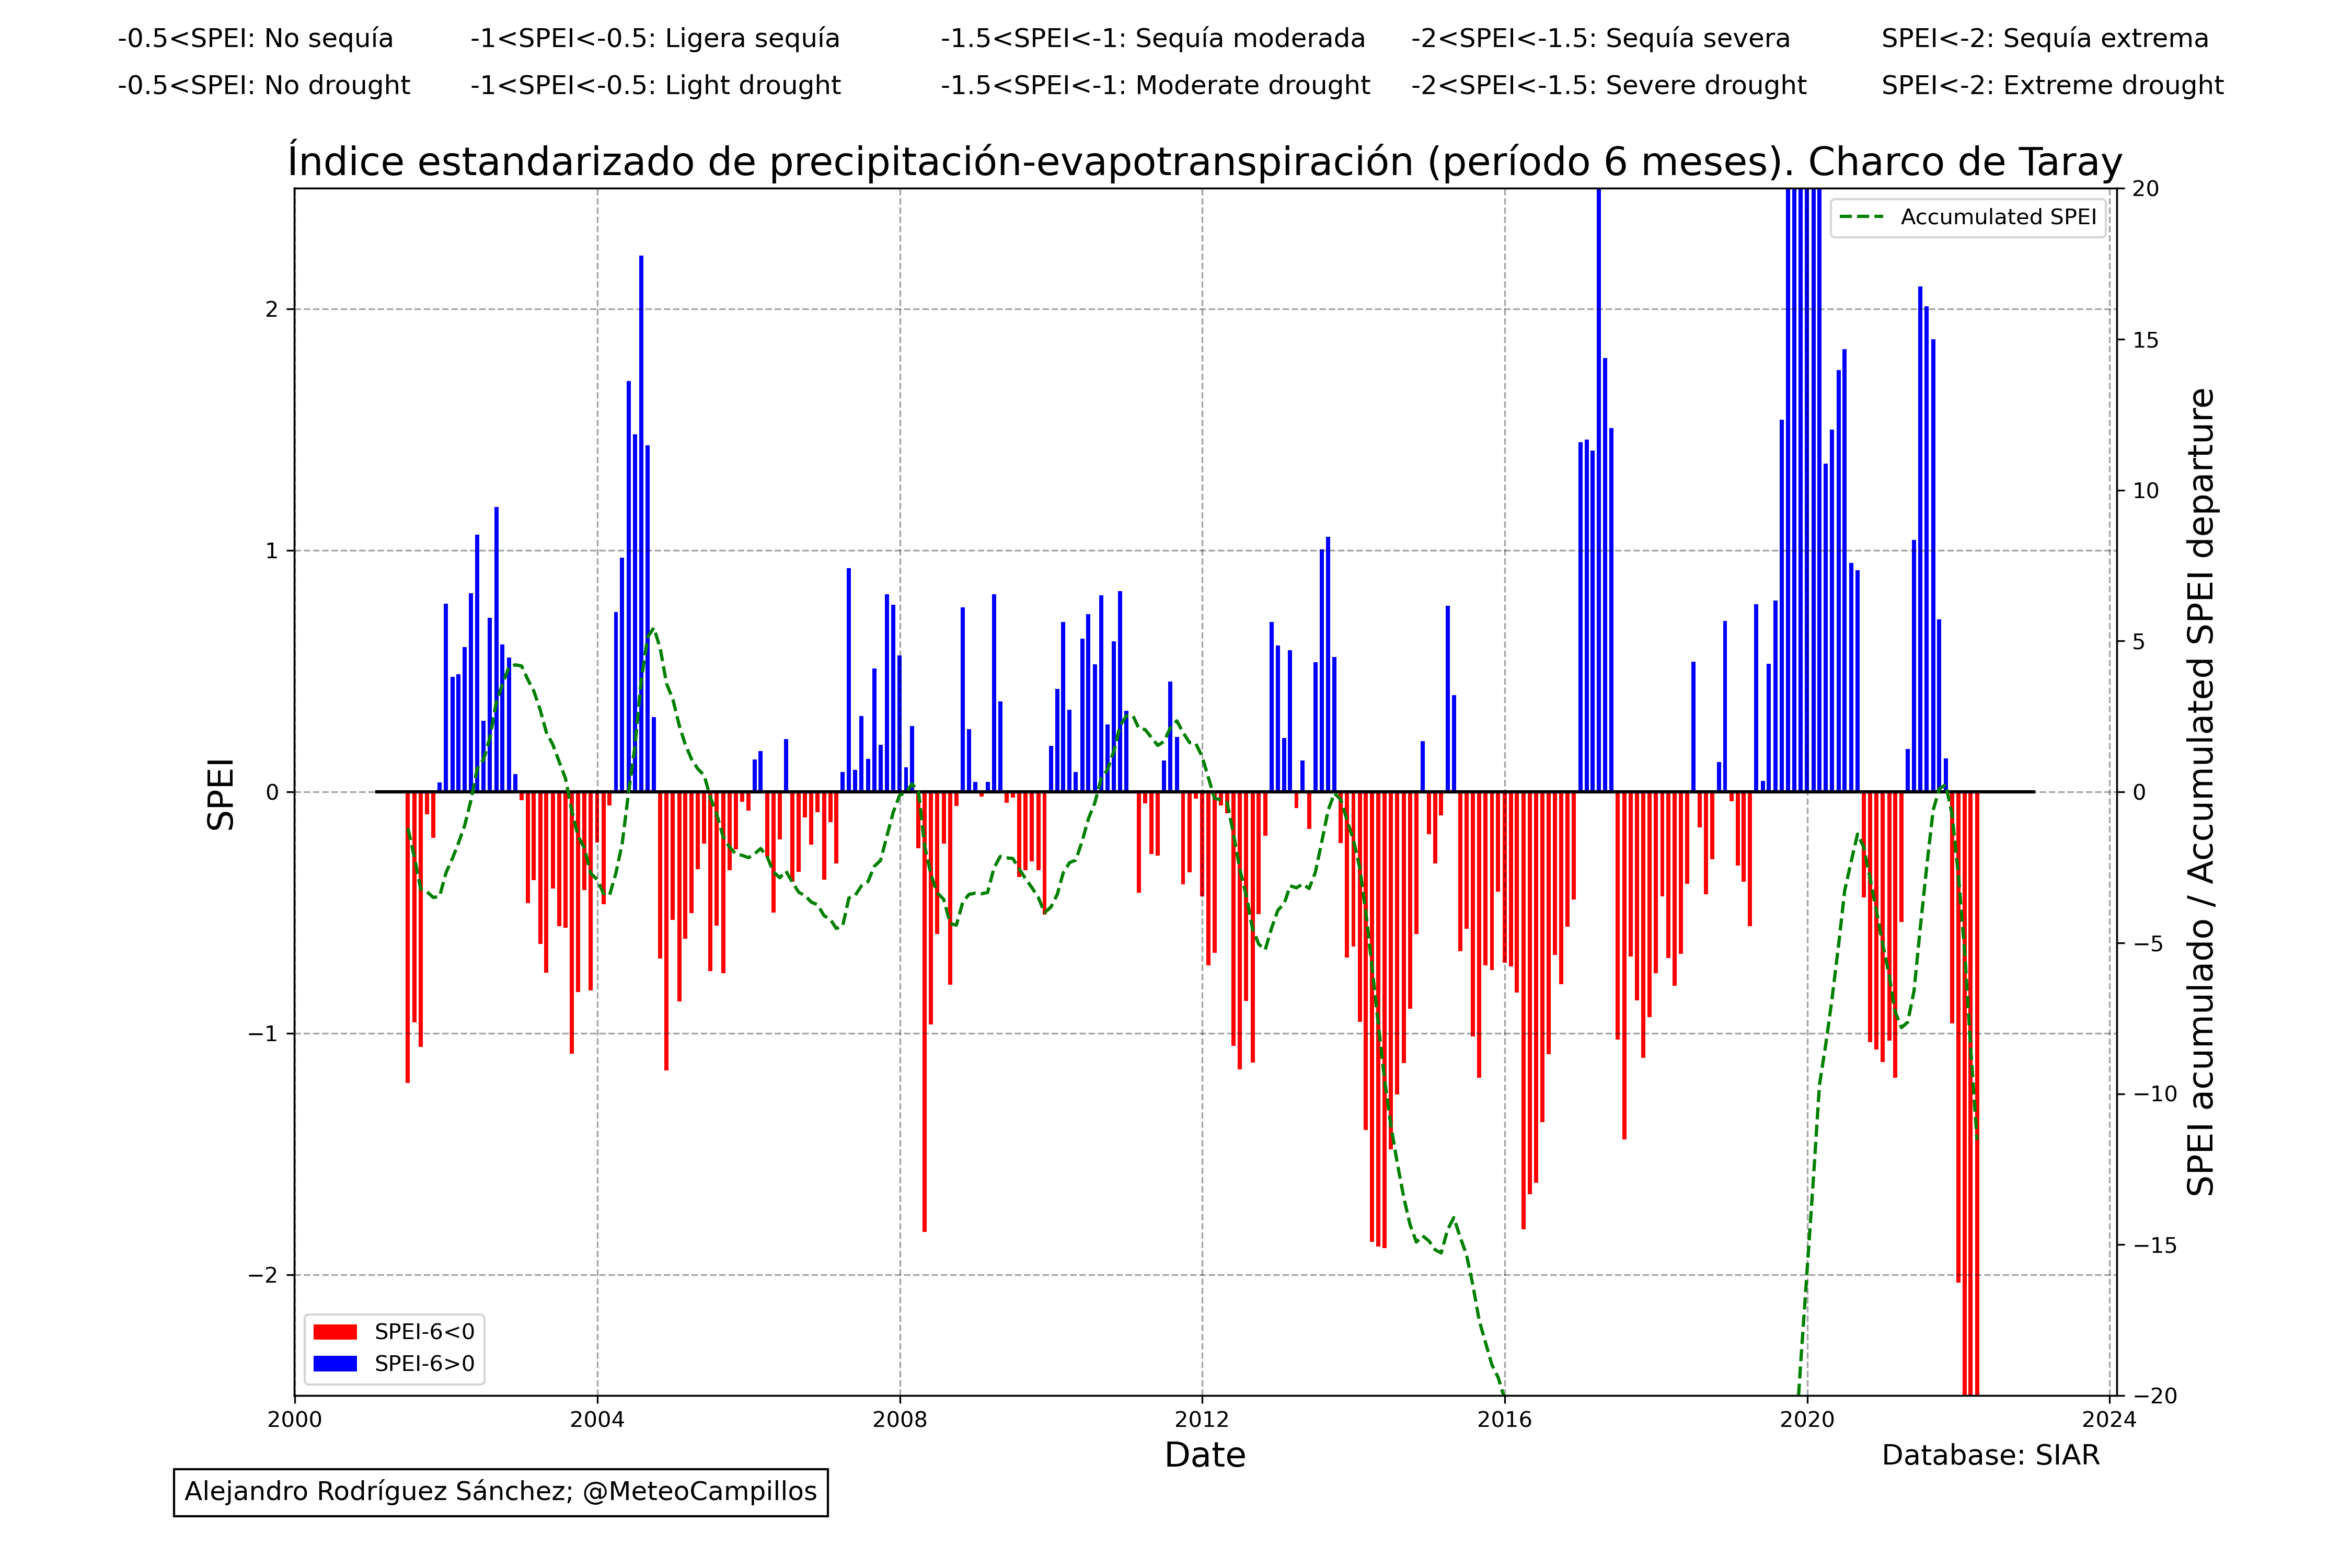 -0.5<SPEI: No sequía -1<SPEI<-0.5: Ligera sequía -1.5<SPEI<-1: Sequía moderada -2<SPEI<-1.5: Sequía severa SPEI<-2: Sequía extrema
-0.5<SPEI: No drought -1<SPEI<-0.5: Light drought -1.5<SPEI<-1: Moderate drought -2<SPEI<-1.5: Severe drought SPEI<-2: Extreme drought
Índice estandarizado de precipitación-evapotranspiración (período 6 meses). Charco de Taray
Accumulated SPEI
SPEI
2
1
0
−1
−2
20
15
10
5
0
−5
−10
−15
−20
SPEI acumulado / Accumulated SPEI departure
SPEI-6<0
SPEI-6>0
2000 2004 2008 2012 2016 2020 2024
Date
Database: SIAR
Alejandro Rodríguez Sánchez; @MeteoCampillos